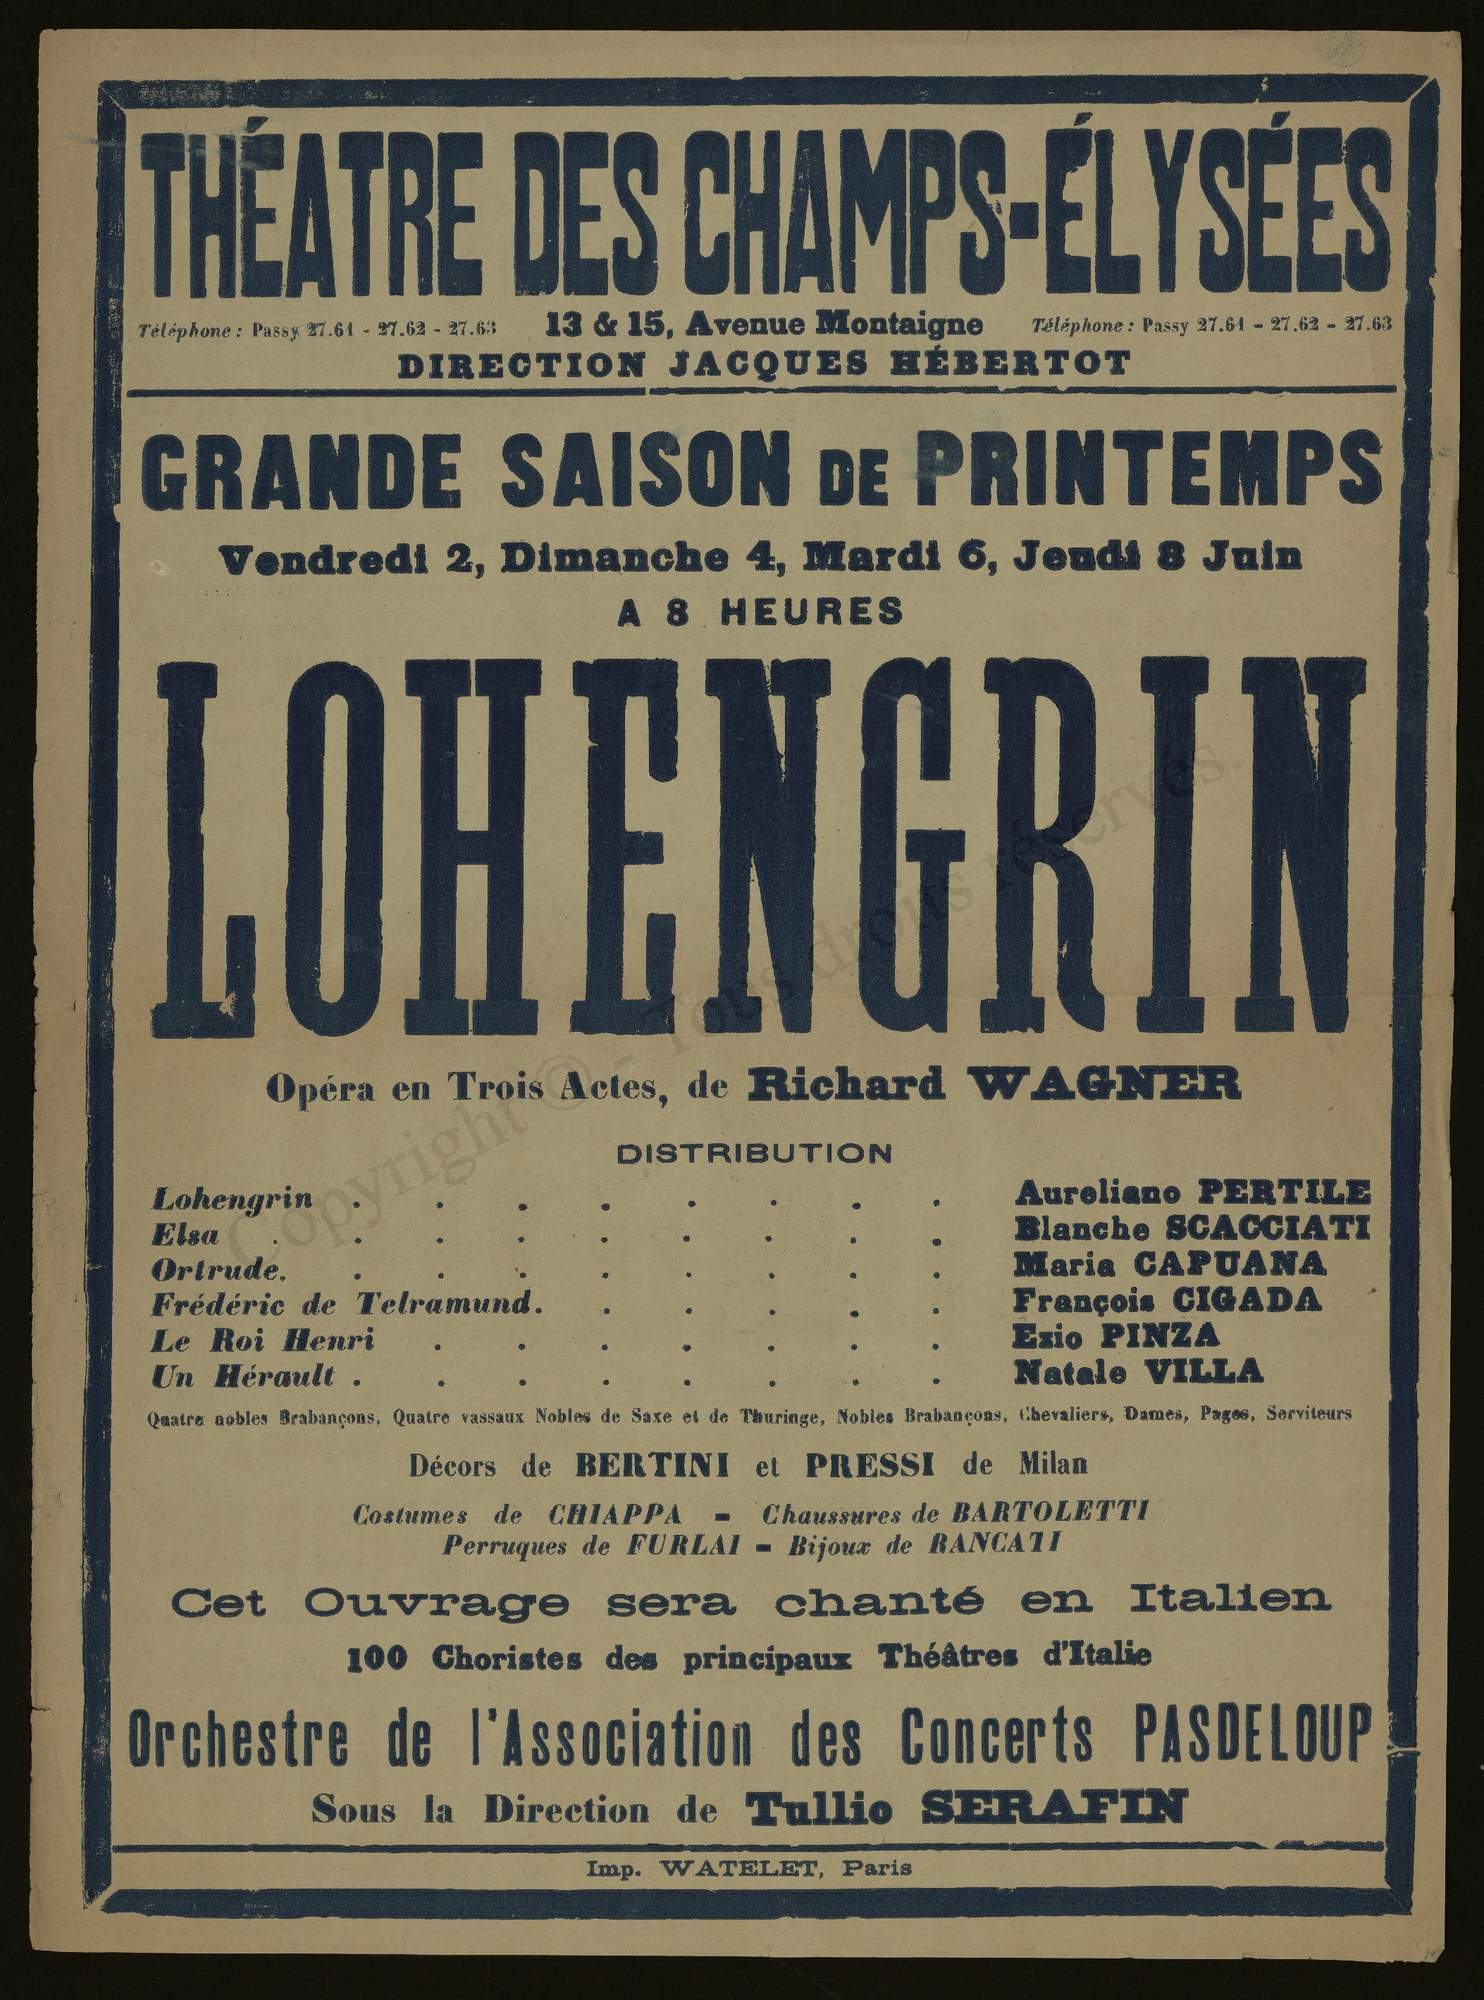 THÉATRE DES CHAMPS-ÉLYSÉES
Téléphone : Passy 27.61 - 27.62 - 27.63 13 & 15, Avenue Montaigne Téléphone : Passy 27.61 - 27.62 - 27.63
DIRECTION JACQUES HÉBERTOT
GRANDE SAISON DE PRINTEMPS
Vendredi 2, Dimanche 4, Mardi 6, Jeudi 8 Juin
A 8 HEURES
LOHENGRIN
Opéra en Trois Actes, de Richard WAGNER
DISTRIBUTION
Lohengrin . . . . . . . . Aureliano PERTILE
Elsa . . . . . . . . . Blanche SCACCIATI
Ortrude. . . . . . . . . Maria CAPUANA
Frédéric de Telramund. . . . . . François CIGADA
Le Roi Henri . . . . . . . Ezio PINZA
Un Hérault . . . . . . . . Natale VILLA
Quatre nobles Brabançons, Quatre vassaux Nobles de Saxe et de Thuringe, Nobles Brabançons, Chevaliers, Dames, Pages, Serviteurs
Décors de BERTINI et PRESSI de Milan
Costumes de CHIAPPA - Chaussures de BARTOLETTI
Perruques de FURLAI - Bijoux de RANCATI
Cet Ouvrage sera chanté en Italien
100 Choristes des principaux Théâtres d'Italie
Orchestre de l'Association des Concerts PASDELOUP
Sous la Direction de Tullio SERAFIN
Imp. WATELET, Paris
Copyright © - Tous droits réservés.